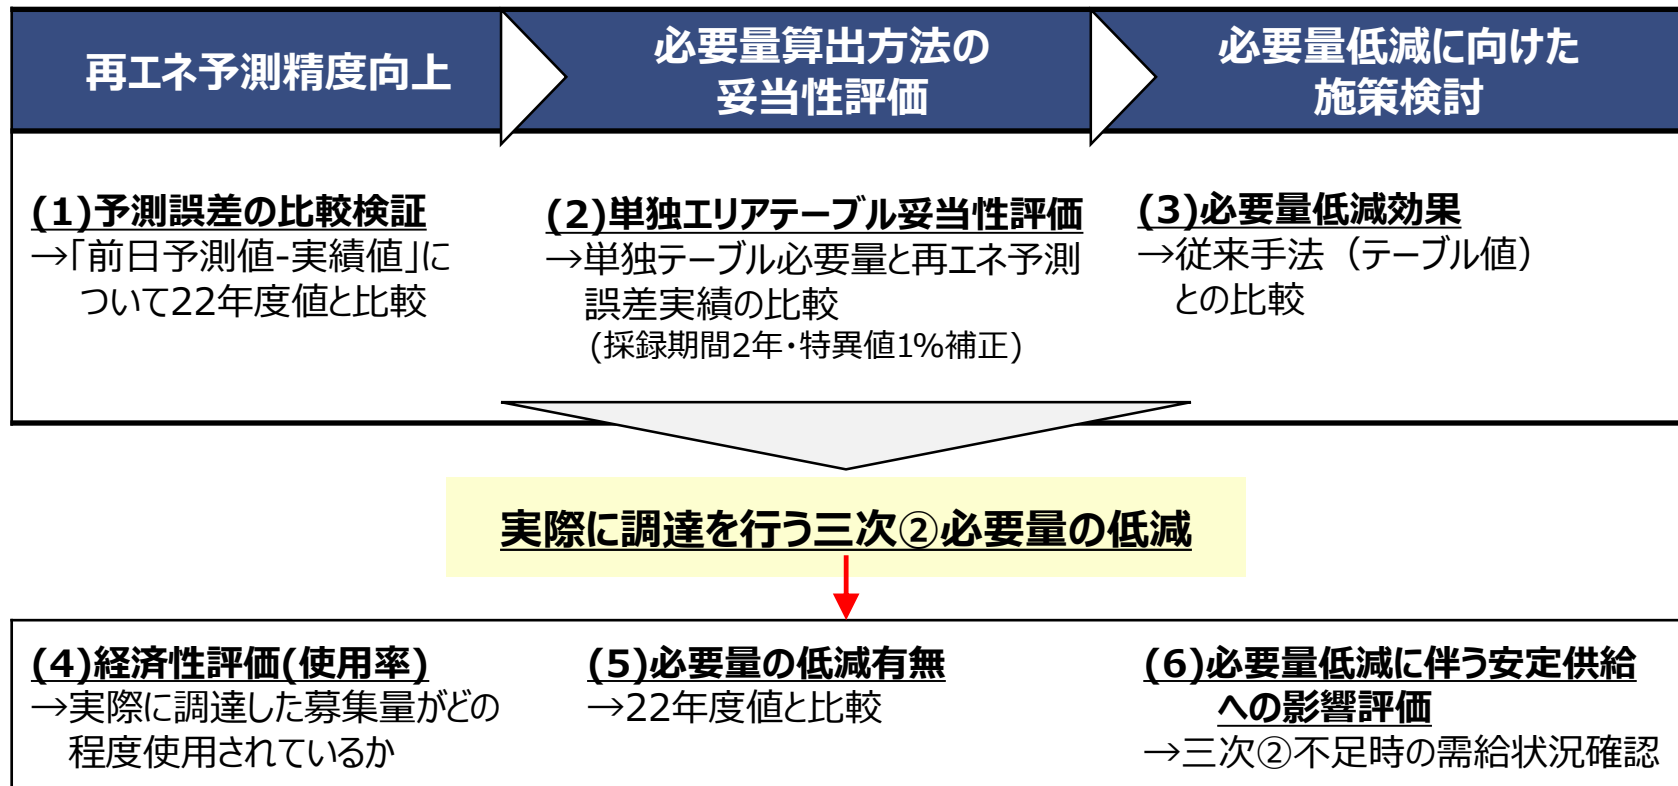 再エネ予測精度向上
必要量算出方法の
妥当性評価
必要量低減に向けた
施策検討
(1)予測誤差の比較検証
→「前日予測値-実績値」に
ついて22年度値と比較
(2)単独エリアテーブル妥当性評価
→単独テーブル必要量と再エネ予測
誤差実績の比較
(採録期間2年・特異値1%補正)
(3)必要量低減効果
→従来手法（テーブル値）
との比較
実際に調達を行う三次②必要量の低減
(4)経済性評価(使用率)
→実際に調達した募集量がどの
程度使用されているか
(5)必要量の低減有無
→22年度値と比較
(6)必要量低減に伴う安定供給
への影響評価
→三次②不足時の需給状況確認